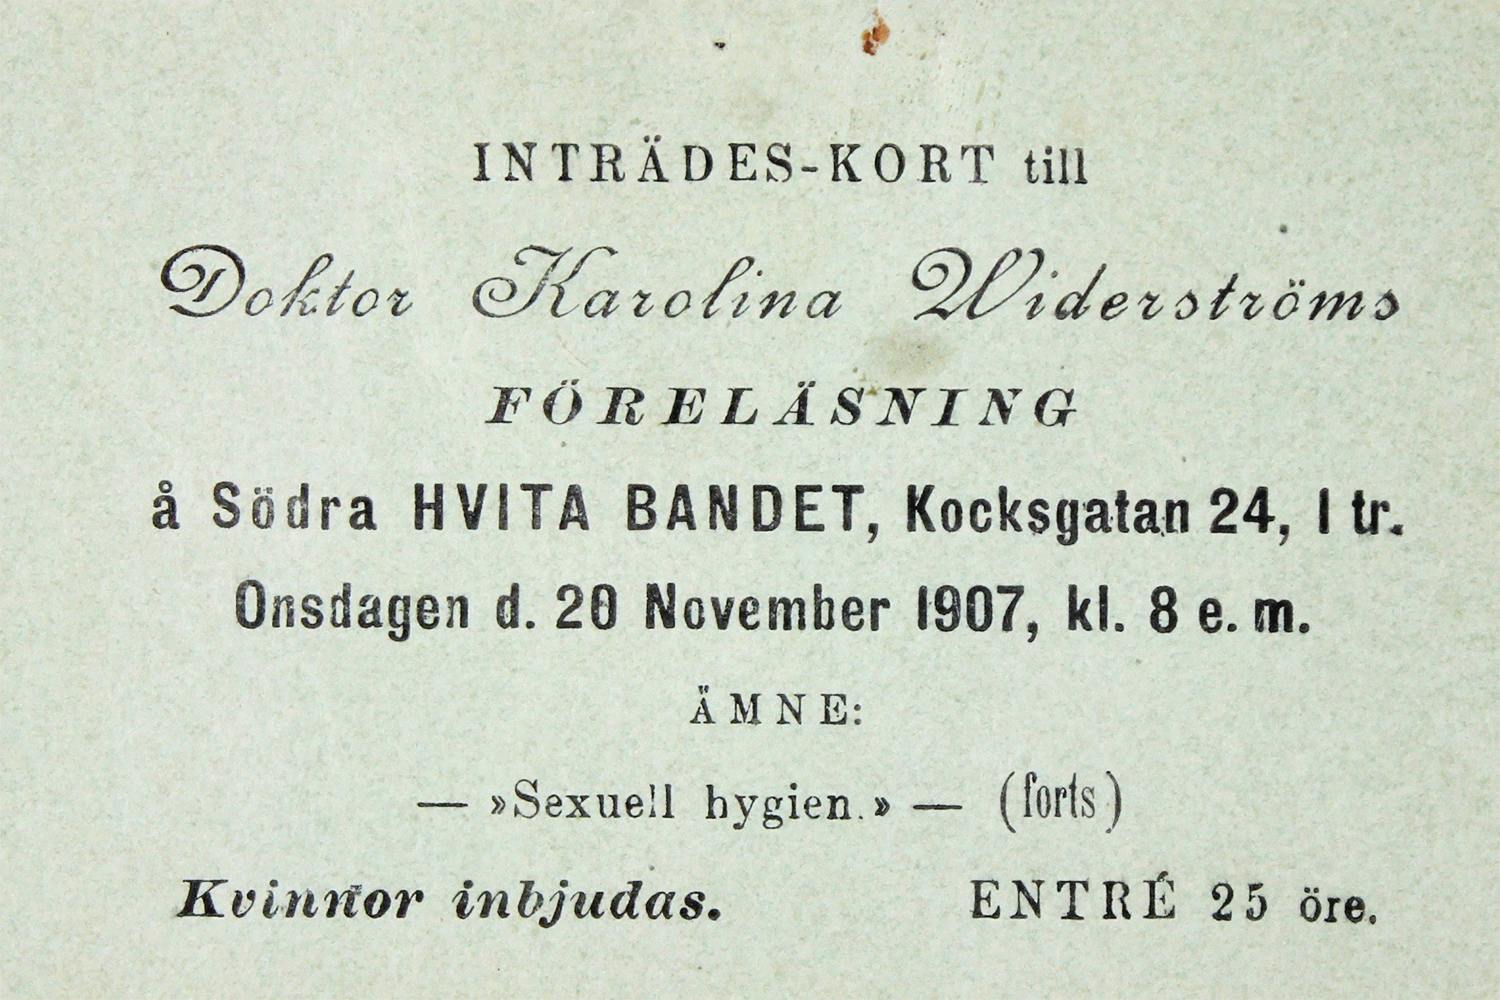 INTRÄDES-KORT till
Doktor Karolina Widerströms
FÖRELÄSNING
å Södra HVITA BANDET, Kocksgatan 24, I tr.
Onsdagen d. 20 November 1907, kl. 8 e. m.
ÄMNE:
— »Sexuell hygien.» — (forts)
Kvinnor inbjudas. ENTRÉ 25 öre.